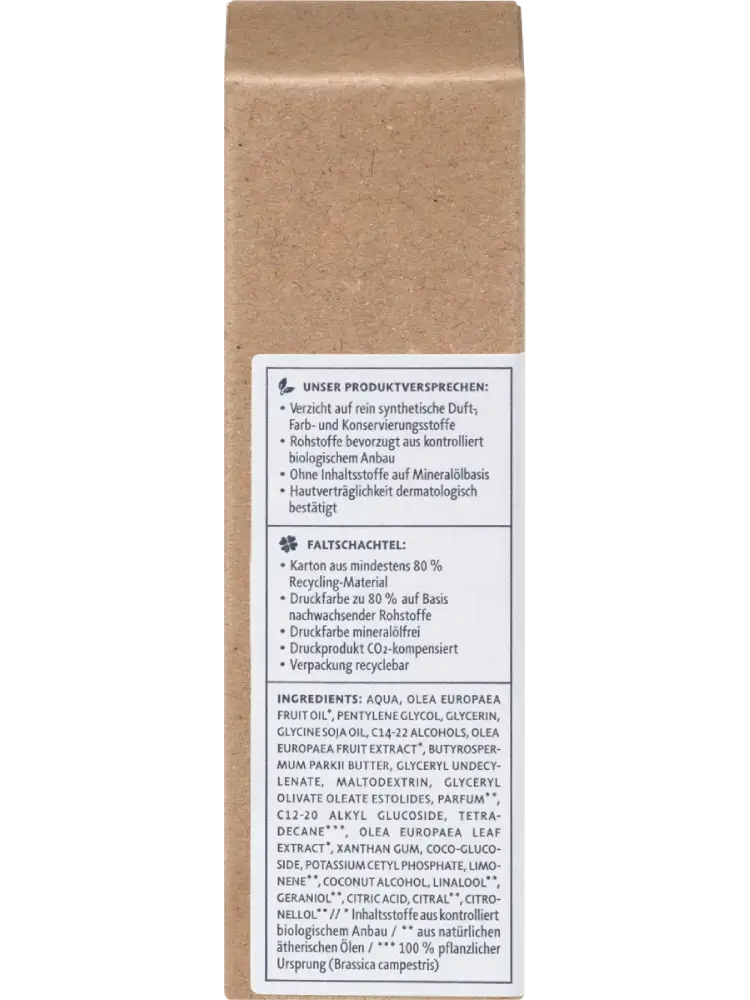 UNSER PRODUKTVERSPRECHEN:
• Verzicht auf rein synthetische Duft-,
Farb- und Konservierungsstoffe
• Rohstoffe bevorzugt aus kontrolliert
biologischem Anbau
• Ohne Inhaltsstoffe auf Mineralölbasis
• Hautverträglichkeit dermatologisch
bestätigt
FALTSCHACHTEL:
• Karton aus mindestens 80 %
Recycling-Material
• Druckfarbe zu 80 % auf Basis
nachwachsender Rohstoffe
• Druckfarbe mineralölfrei
• Druckprodukt CO2-kompensiert
• Verpackung recyclebar
INGREDIENTS: AQUA, OLEA EUROPAEA
FRUIT OIL*, PENTYLENE GLYCOL, GLYCERIN,
GLYCINE SOJA OIL, C14-22 ALCOHOLS, OLEA
EUROPAEA FRUIT EXTRACT*, BUTYROSPER-
MUM PARKII BUTTER, GLYCERYL UNDECY-
LENATE, MALTODEXTRIN, GLYCERYL
OLIVATE OLEATE ESTOLIDES, PARFUM**,
C12-20 ALKYL GLUCOSIDE, TETRA-
DECANE***, OLEA EUROPAEA LEAF
EXTRACT*, XANTHAN GUM, COCO-GLUCO-
SIDE, POTASSIUM CETYL PHOSPHATE, LIMO-
NENE**, COCONUT ALCOHOL, LINALOOL**,
GERANIOL**, CITRIC ACID, CITRAL**, CITRO-
NELLOL** // * Inhaltsstoffe aus kontrolliert
biologischem Anbau / ** aus natürlichen
ätherischen Ölen / *** 100 % pflanzlicher
Ursprung (Brassica campestris)